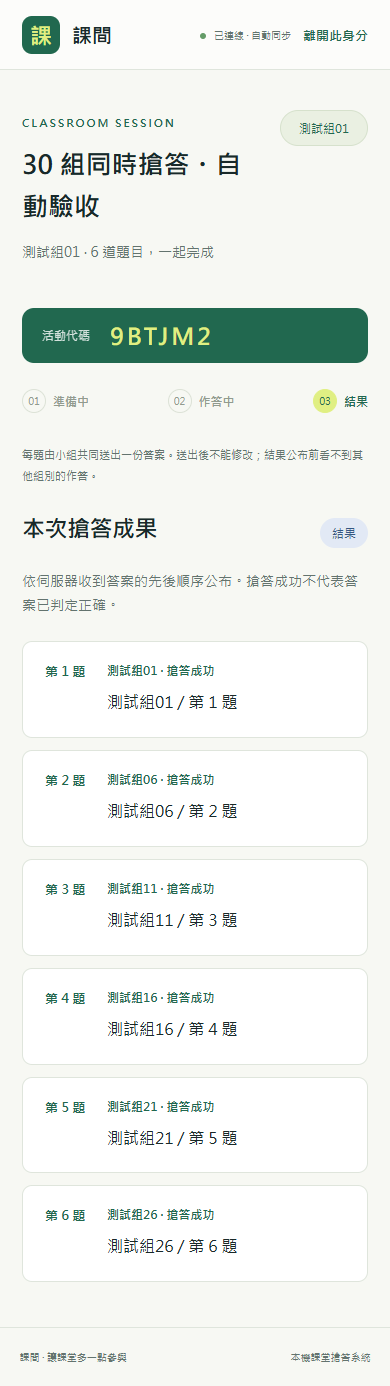 課 課間
已連線 · 自動同步 離開此身分
CLASSROOM SESSION
測試組01
30 組同時搶答・自
動驗收
測試組01 · 6 道題目，一起完成
活動代碼 9BTJM2
01 準備中 02 作答中 03 結果
每題由小組共同送出一份答案。送出後不能修改；結果公布前看不到其
他組別的作答。
本次搶答成果 結果
依伺服器收到答案的先後順序公布。搶答成功不代表答
案已判定正確。
第 1 題 測試組01 · 搶答成功
測試組01 / 第 1 題
第 2 題 測試組06 · 搶答成功
測試組06 / 第 2 題
第 3 題 測試組11 · 搶答成功
測試組11 / 第 3 題
第 4 題 測試組16 · 搶答成功
測試組16 / 第 4 題
第 5 題 測試組21 · 搶答成功
測試組21 / 第 5 題
第 6 題 測試組26 · 搶答成功
測試組26 / 第 6 題
課間 · 讓課堂多一點參與 本機課堂搶答系統